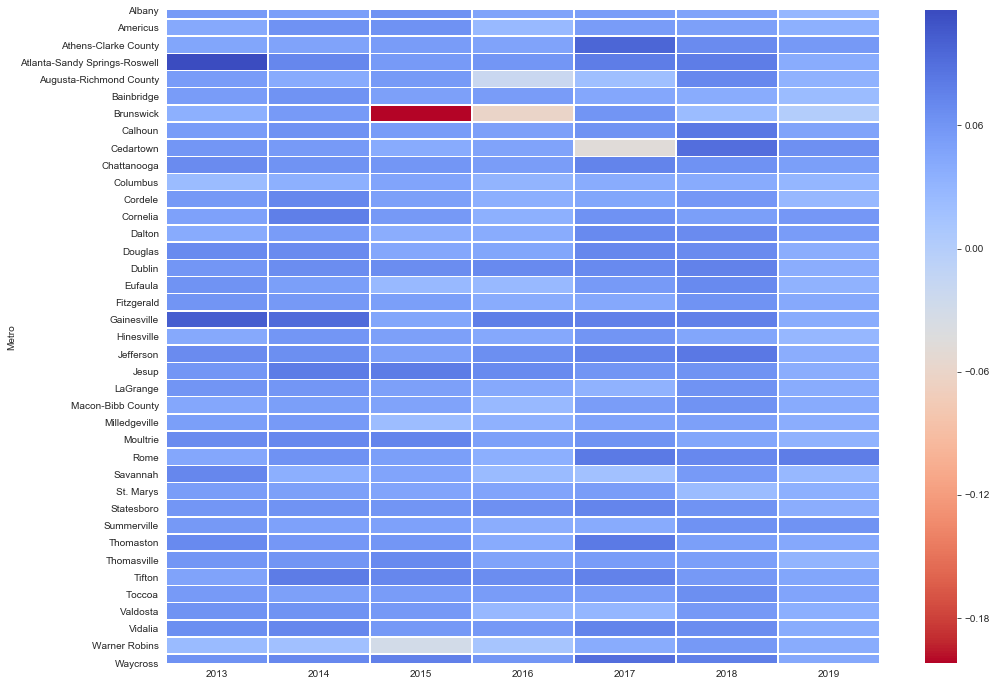 Metro
Albany
Americus
Athens-Clarke County
Atlanta-Sandy Springs-Roswell
Augusta-Richmond County
Bainbridge
Brunswick
Calhoun
Cedartown
Chattanooga
Columbus
Cordele
Cornelia
Dalton
Douglas
Dublin
Eufaula
Fitzgerald
Gainesville
Hinesville
Jefferson
Jesup
LaGrange
Macon-Bibb County
Milledgeville
Moultrie
Rome
Savannah
St. Marys
Statesboro
Summerville
Thomaston
Thomasville
Tifton
Toccoa
Valdosta
Vidalia
Warner Robins
Waycross
2013 2014 2015 2016 2017 2018 2019
0.06
0.00
−0.06
−0.12
−0.18